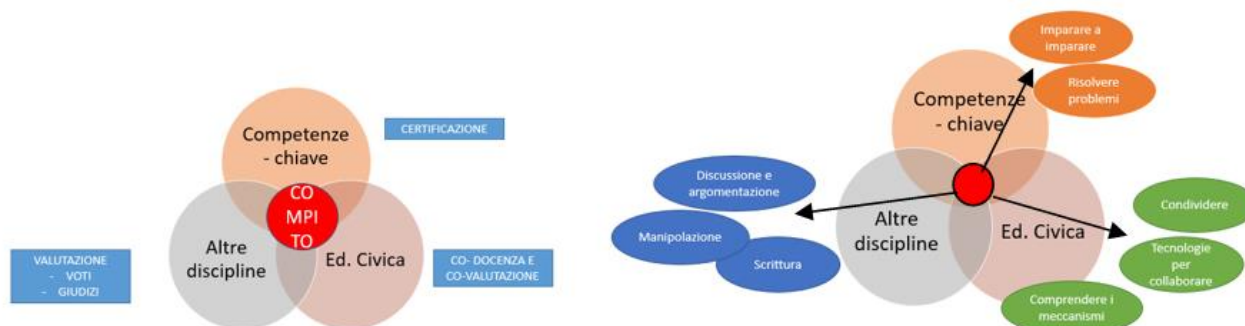 Competenze
- chiave
CERTIFICAZIONE
CO
MPI
TO
Altre
discipline
Ed. Civica
VALUTAZIONE
- VOTI
- GIUDIZI
CO- DOCENZA E
CO-VALUTAZIONE
Imparare a
imparare
Risolvere
problemi
Competenze
- chiave
Discussione e
argomentazione
Manipolazione
Scrittura
Altre
discipline
Ed. Civica
Condividere
Tecnologie
per
collaborare
Comprendere i
meccanismi